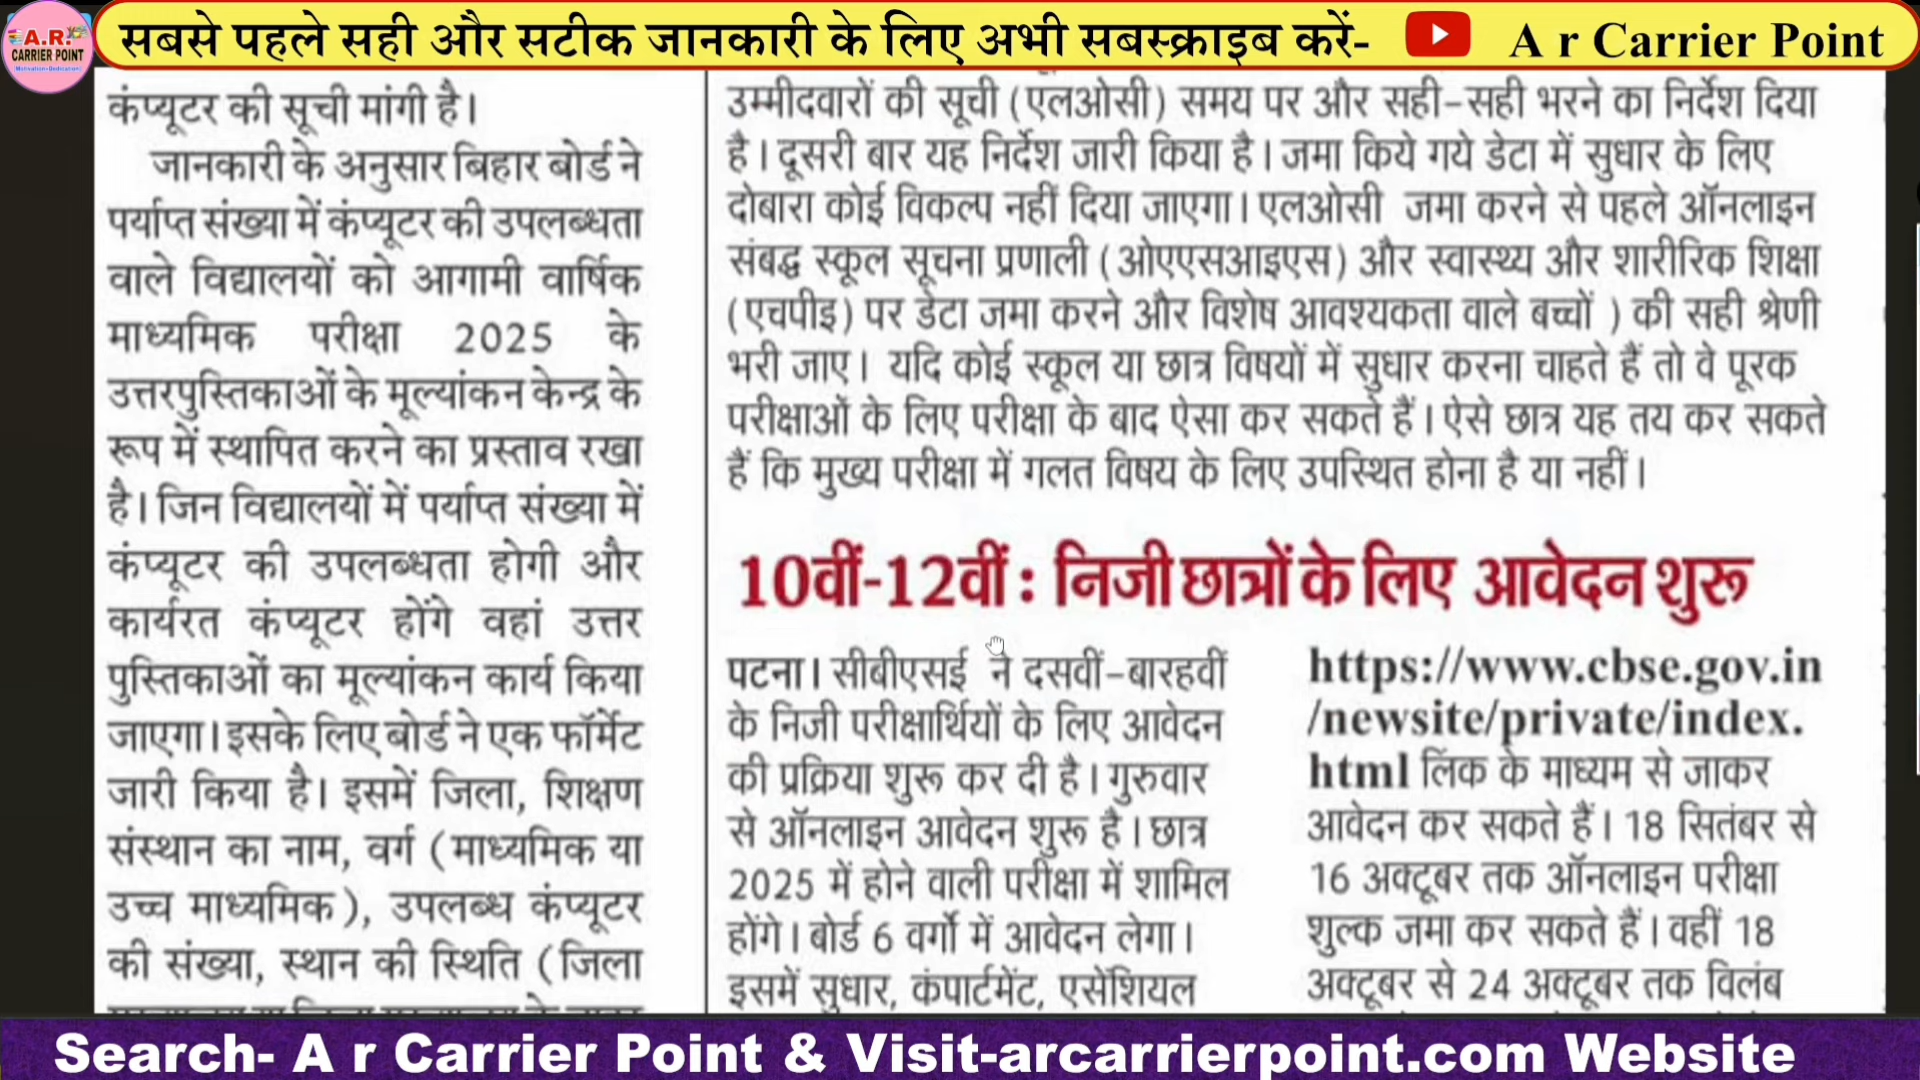 सबसे पहले सही और सटीक जानकारी के लिए अभी सबस्क्राइब करें- A r Carrier Point
A.R.
CARRIER POINT
कंप्यूटर की सूची मांगी है।
जानकारी के अनुसार बिहार बोर्ड ने
पर्याप्त संख्या में कंप्यूटर की उपलब्धता
वाले विद्यालयों को आगामी वार्षिक
माध्यमिक परीक्षा 2025 के
उत्तरपुस्तिकाओं के मूल्यांकन केन्द्र के
रूप में स्थापित करने का प्रस्ताव रखा
है। जिन विद्यालयों में पर्याप्त संख्या में
कंप्यूटर की उपलब्धता होगी और
कार्यरत कंप्यूटर होंगे वहां उत्तर
पुस्तिकाओं का मूल्यांकन कार्य किया
जाएगा। इसके लिए बोर्ड ने एक फॉर्मेट
जारी किया है। इसमें जिला, शिक्षण
संस्थान का नाम, वर्ग (माध्यमिक या
उच्च माध्यमिक), उपलब्ध कंप्यूटर
की संख्या, स्थान की स्थिति (जिला
उम्मीदवारों की सूची (एलओसी) समय पर और सही-सही भरने का निर्देश दिया
है। दूसरी बार यह निर्देश जारी किया है। जमा किये गये डेटा में सुधार के लिए
दोबारा कोई विकल्प नहीं दिया जाएगा। एलओसी जमा करने से पहले ऑनलाइन
संबद्ध स्कूल सूचना प्रणाली (ओएएसआइएस) और स्वास्थ्य और शारीरिक शिक्षा
(एचपीइ) पर डेटा जमा करने और विशेष आवश्यकता वाले बच्चों ) की सही श्रेणी
भरी जाए। यदि कोई स्कूल या छात्र विषयों में सुधार करना चाहते हैं तो वे पूरक
परीक्षाओं के लिए परीक्षा के बाद ऐसा कर सकते हैं। ऐसे छात्र यह तय कर सकते
हैं कि मुख्य परीक्षा में गलत विषय के लिए उपस्थित होना है या नहीं।
10वीं-12वीं : निजी छात्रों के लिए आवेदन शुरू
पटना। सीबीएसई ने दसवीं-बारहवीं
के निजी परीक्षार्थियों के लिए आवेदन
की प्रक्रिया शुरू कर दी है। गुरुवार
से ऑनलाइन आवेदन शुरू है। छात्र
2025 में होने वाली परीक्षा में शामिल
होंगे। बोर्ड 6 वर्गों में आवेदन लेगा।
इसमें सुधार, कंपार्टमेंट, एसेंशियल
https://www.cbse.gov.in
/newsite/private/index.
html लिंक के माध्यम से जाकर
आवेदन कर सकते हैं। 18 सितंबर से
16 अक्टूबर तक ऑनलाइन परीक्षा
शुल्क जमा कर सकते हैं। वहीं 18
अक्टूबर से 24 अक्टूबर तक विलंब
Search- A r Carrier Point & Visit-arcarrierpoint.com Website